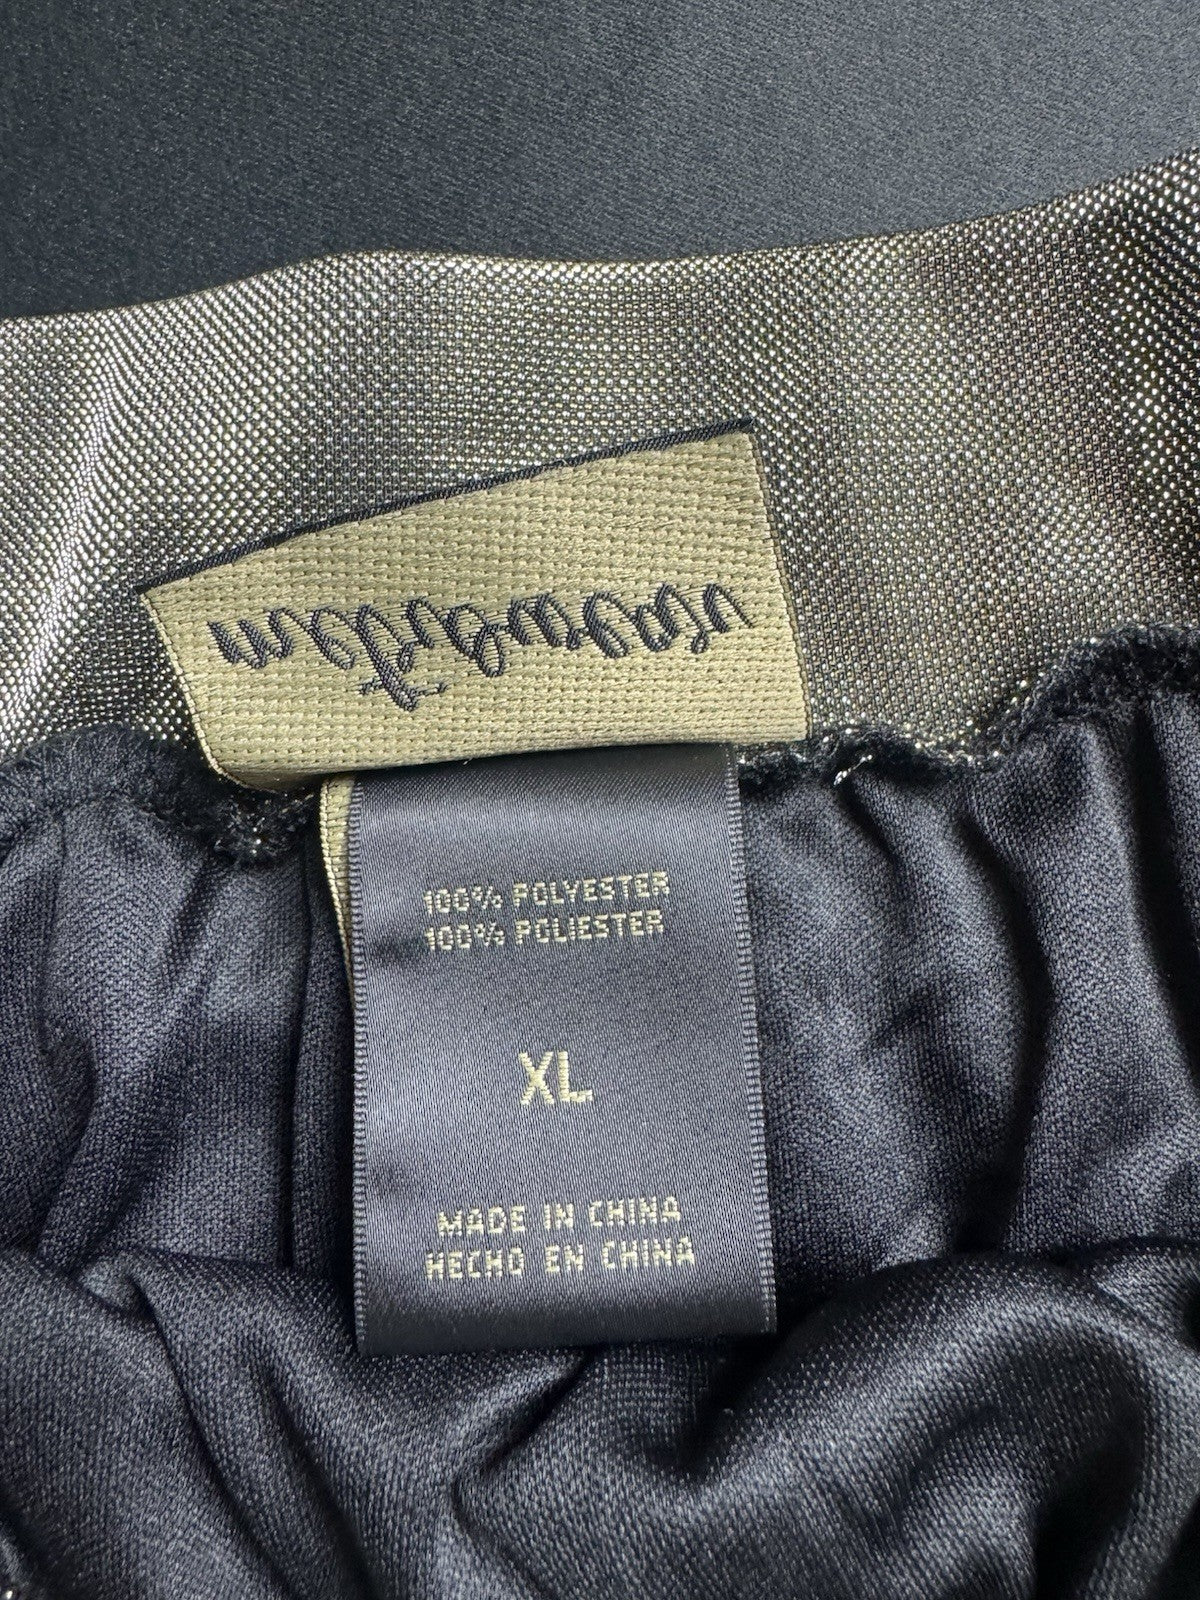 100% POLYESTER
100% POLIESTER
XL
MADE IN CHINA
HECHO EN CHINA